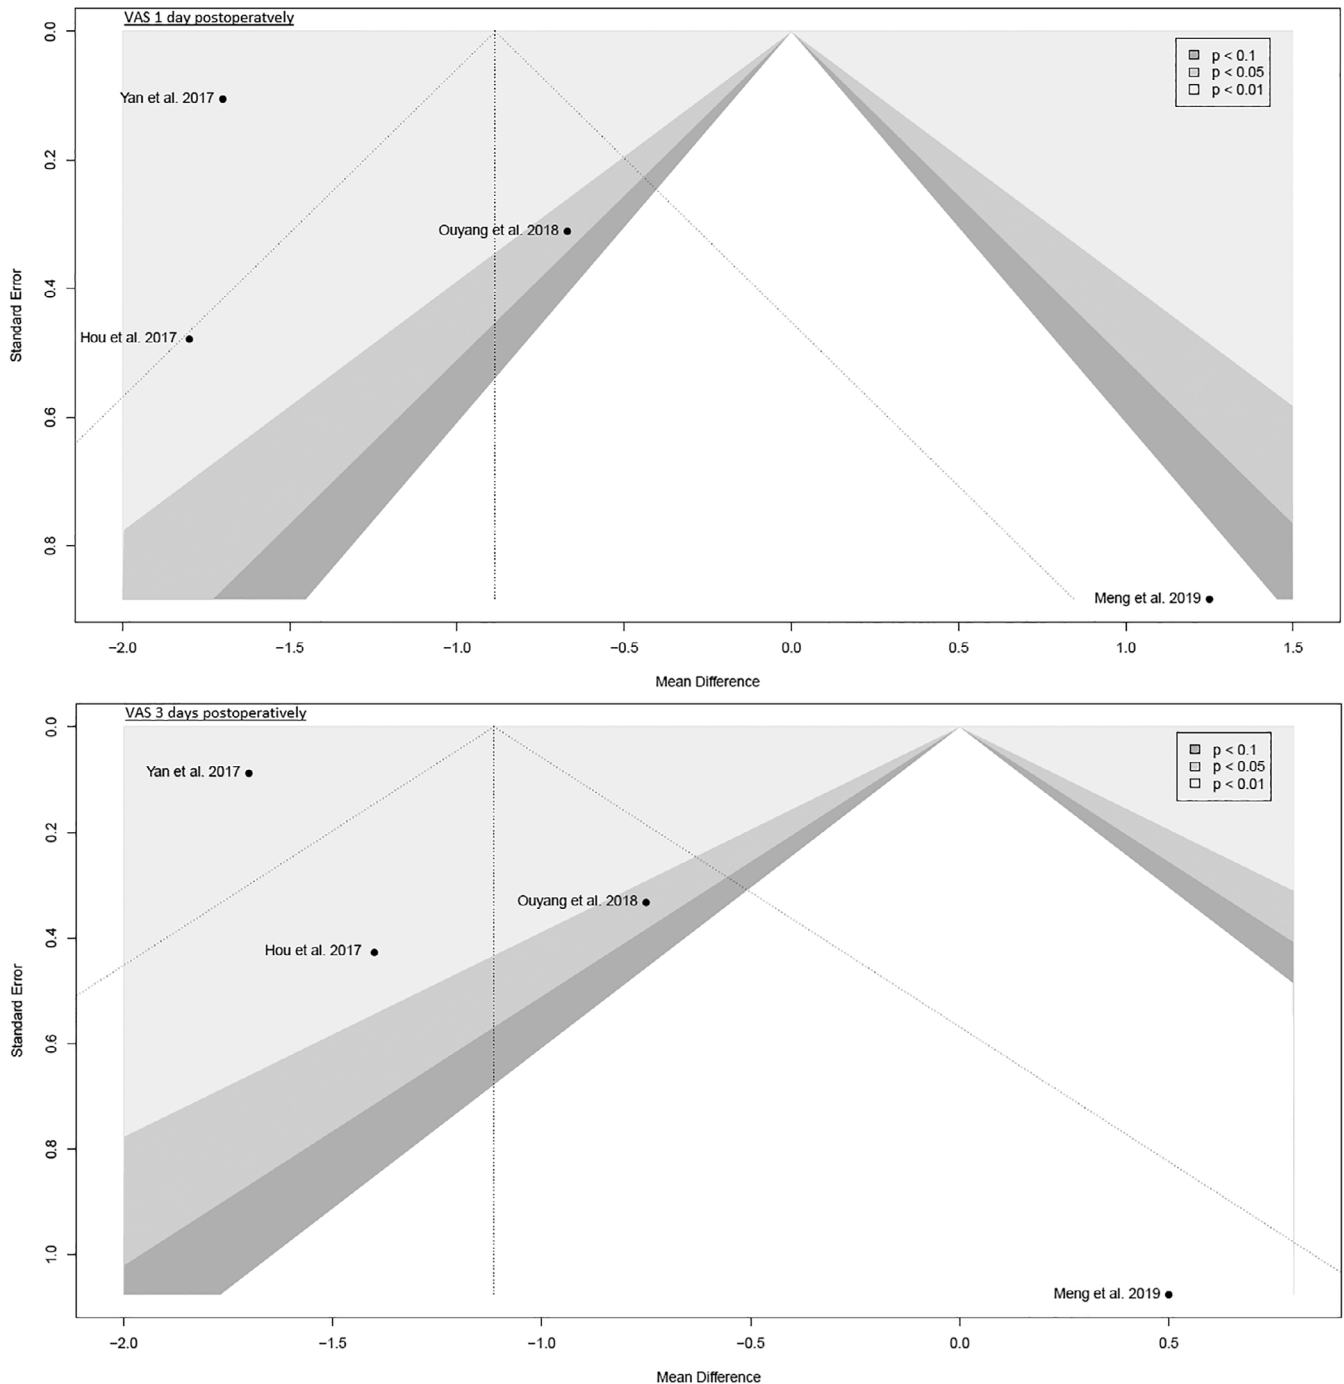 VAS 1 day postoperatvely
0.0
0.2
0.4
0.6
0.8
Standard Error
Yan et al. 2017
Ouyang et al. 2018
Hou et al. 2017
Meng et al. 2019
p < 0.1
p < 0.05
p < 0.01
−2.0 −1.5 −1.0 −0.5 0.0 0.5 1.0 1.5
Mean Difference
VAS 3 days postoperatively
0.0
0.2
0.4
0.6
0.8
1.0
Standard Error
Yan et al. 2017
Ouyang et al. 2018
Hou et al. 2017
Meng et al. 2019
p < 0.1
p < 0.05
p < 0.01
−2.0 −1.5 −1.0 −0.5 0.0 0.5
Mean Difference